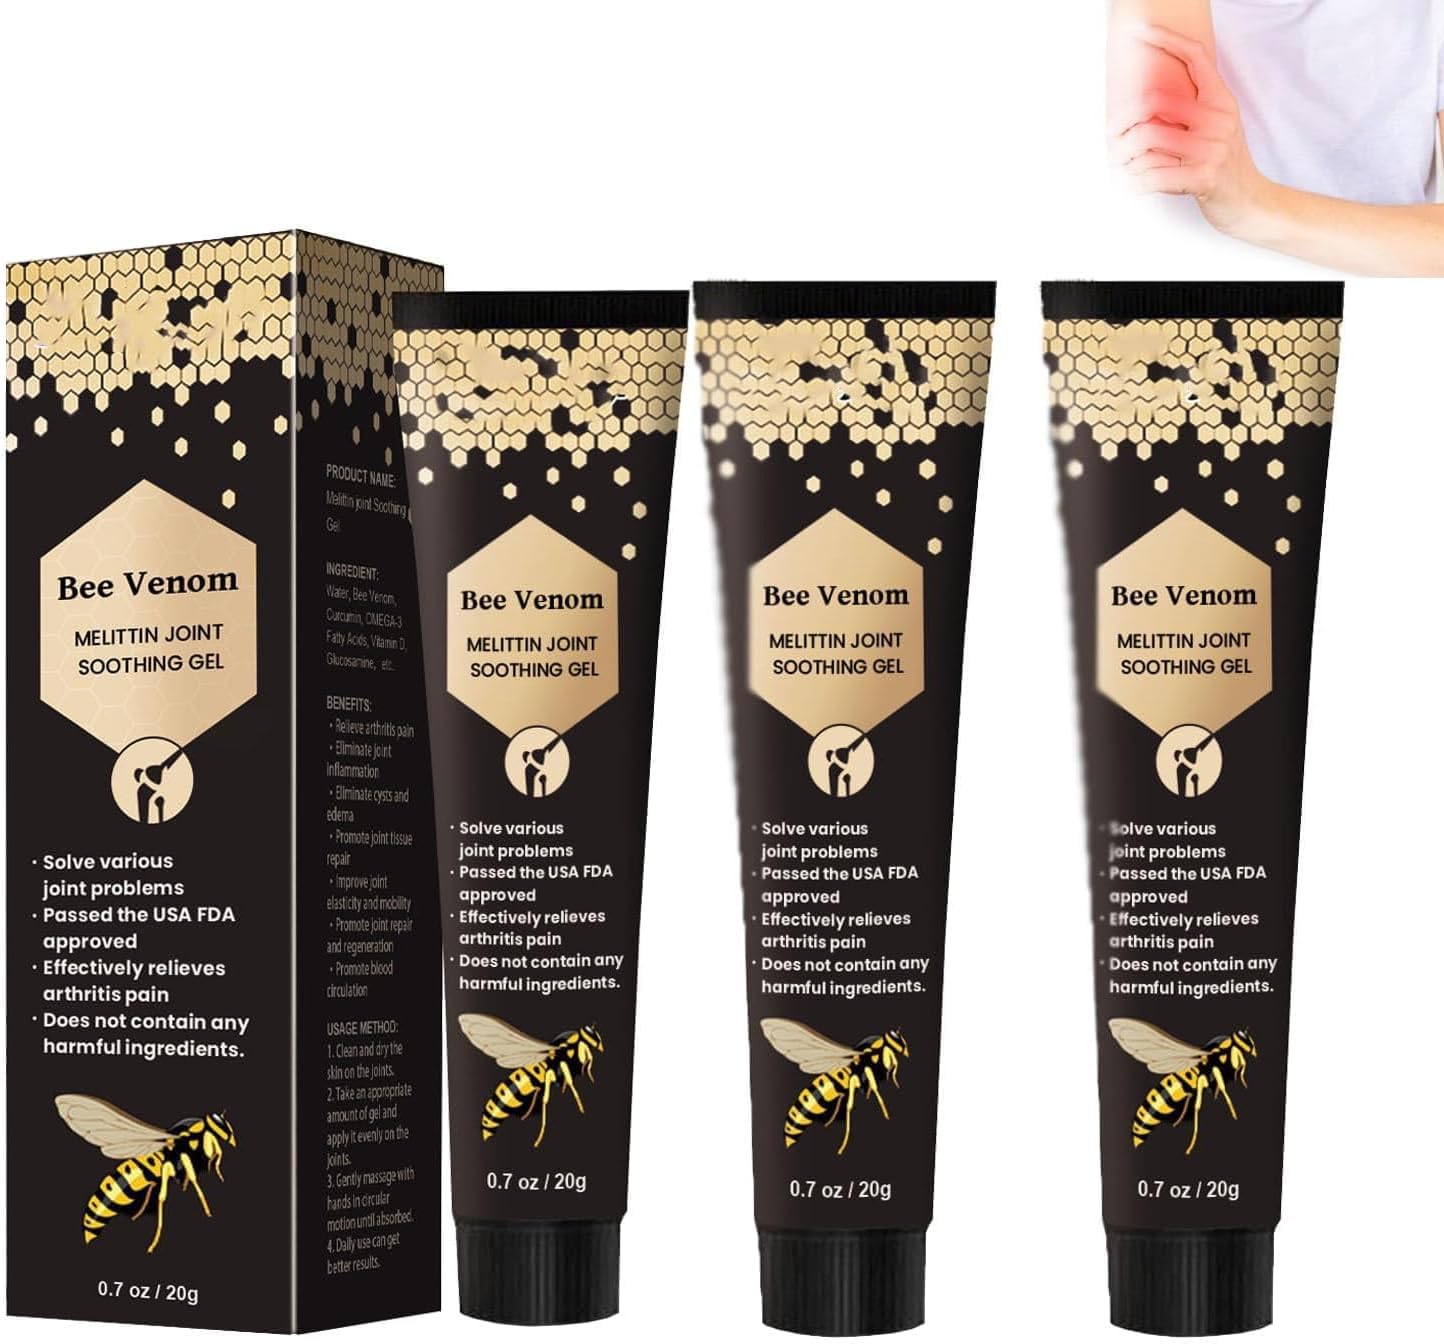 Bee Venom
MELITTIN JOINT
SOOTHING GEL
· Solve various
joint problems
· Passed the USA FDA
approved
· Effectively relieves
arthritis pain
· Does not contain any
harmful ingredients.
0.7 oz / 20g
PRODUCT NAME:
Melittin joint Soothing
Gel
INGREDIENT:
Water, Bee Venom,
Curcumin, OMEGA-3
Fatty Acids, Vitamin D,
Glucosamine, etc.
BENEFITS:
· Relieve arthritis pain
· Eliminate joint
inflammation
· Eliminate cysts and
edema
· Promote joint tissue
repair
· Improve joint
elasticity and mobility
· Promote joint repair
and regeneration
· Promote blood
circulation
USAGE METHOD:
1. Clean and dry the
skin on the joints.
2. Take an appropriate
amount of gel and
apply it evenly on the
joints.
3. Gently massage with
hands in circular
motion until absorbed.
4. Daily use can get
better results.
Bee Venom
MELITTIN JOINT
SOOTHING GEL
· Solve various
joint problems
· Passed the USA FDA
approved
· Effectively relieves
arthritis pain
· Does not contain any
harmful ingredients.
0.7 oz / 20g
Bee Venom
MELITTIN JOINT
SOOTHING GEL
· Solve various
joint problems
· Passed the USA FDA
approved
· Effectively relieves
arthritis pain
· Does not contain any
harmful ingredients.
0.7 oz / 20g
Bee Venom
MELITTIN JOINT
SOOTHING GEL
· Solve various
joint problems
· Passed the USA FDA
approved
· Effectively relieves
arthritis pain
· Does not contain any
harmful ingredients.
0.7 oz / 20g